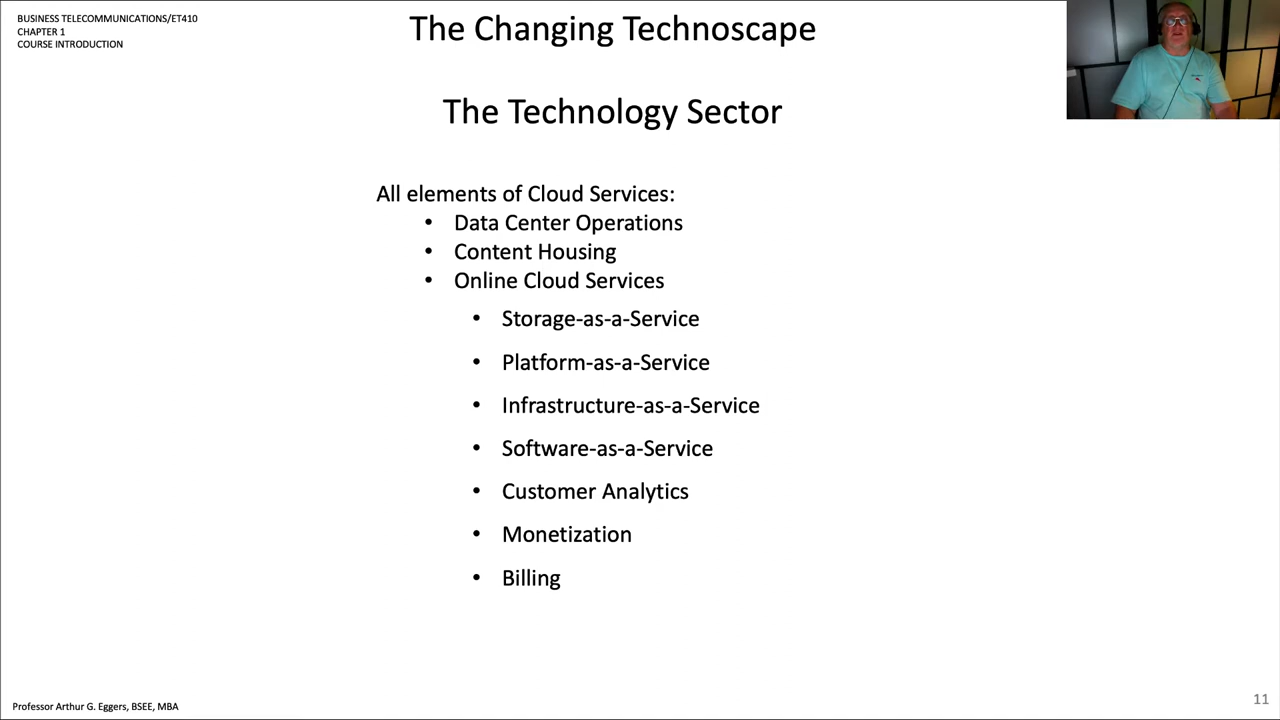 BUSINESS TELECOMMUNICATIONS/ET410
CHAPTER 1
COURSE INTRODUCTION
The Changing Technoscape
The Technology Sector
All elements of Cloud Services:
• Data Center Operations
• Content Housing
• Online Cloud Services
• Storage-as-a-Service
• Platform-as-a-Service
• Infrastructure-as-a-Service
• Software-as-a-Service
• Customer Analytics
• Monetization
• Billing
Professor Arthur G. Eggers, BSEE, MBA
11